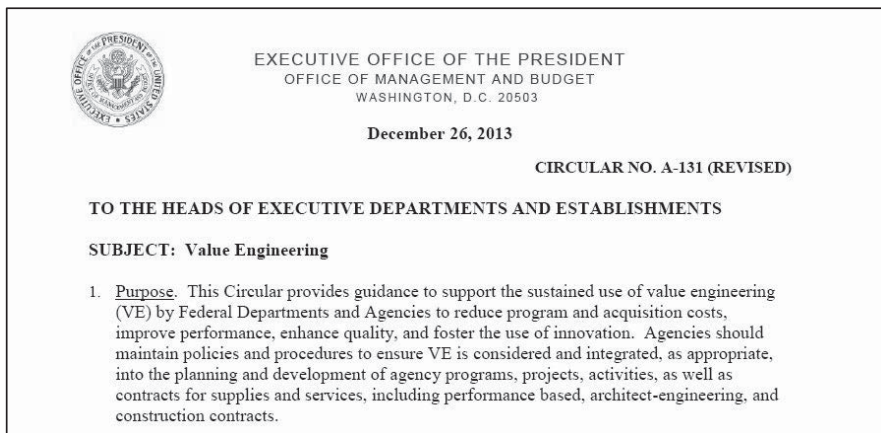 EXECUTIVE OFFICE OF THE PRESIDENT
OFFICE OF MANAGEMENT AND BUDGET
WASHINGTON, D.C. 20503
December 26, 2013
CIRCULAR NO. A-131 (REVISED)
TO THE HEADS OF EXECUTIVE DEPARTMENTS AND ESTABLISHMENTS
SUBJECT: Value Engineering
1. Purpose. This Circular provides guidance to support the sustained use of value engineering
(VE) by Federal Departments and Agencies to reduce program and acquisition costs,
improve performance, enhance quality, and foster the use of innovation. Agencies should
maintain policies and procedures to ensure VE is considered and integrated, as appropriate,
into the planning and development of agency programs, projects, activities, as well as
contracts for supplies and services, including performance based, architect-engineering, and
construction contracts.